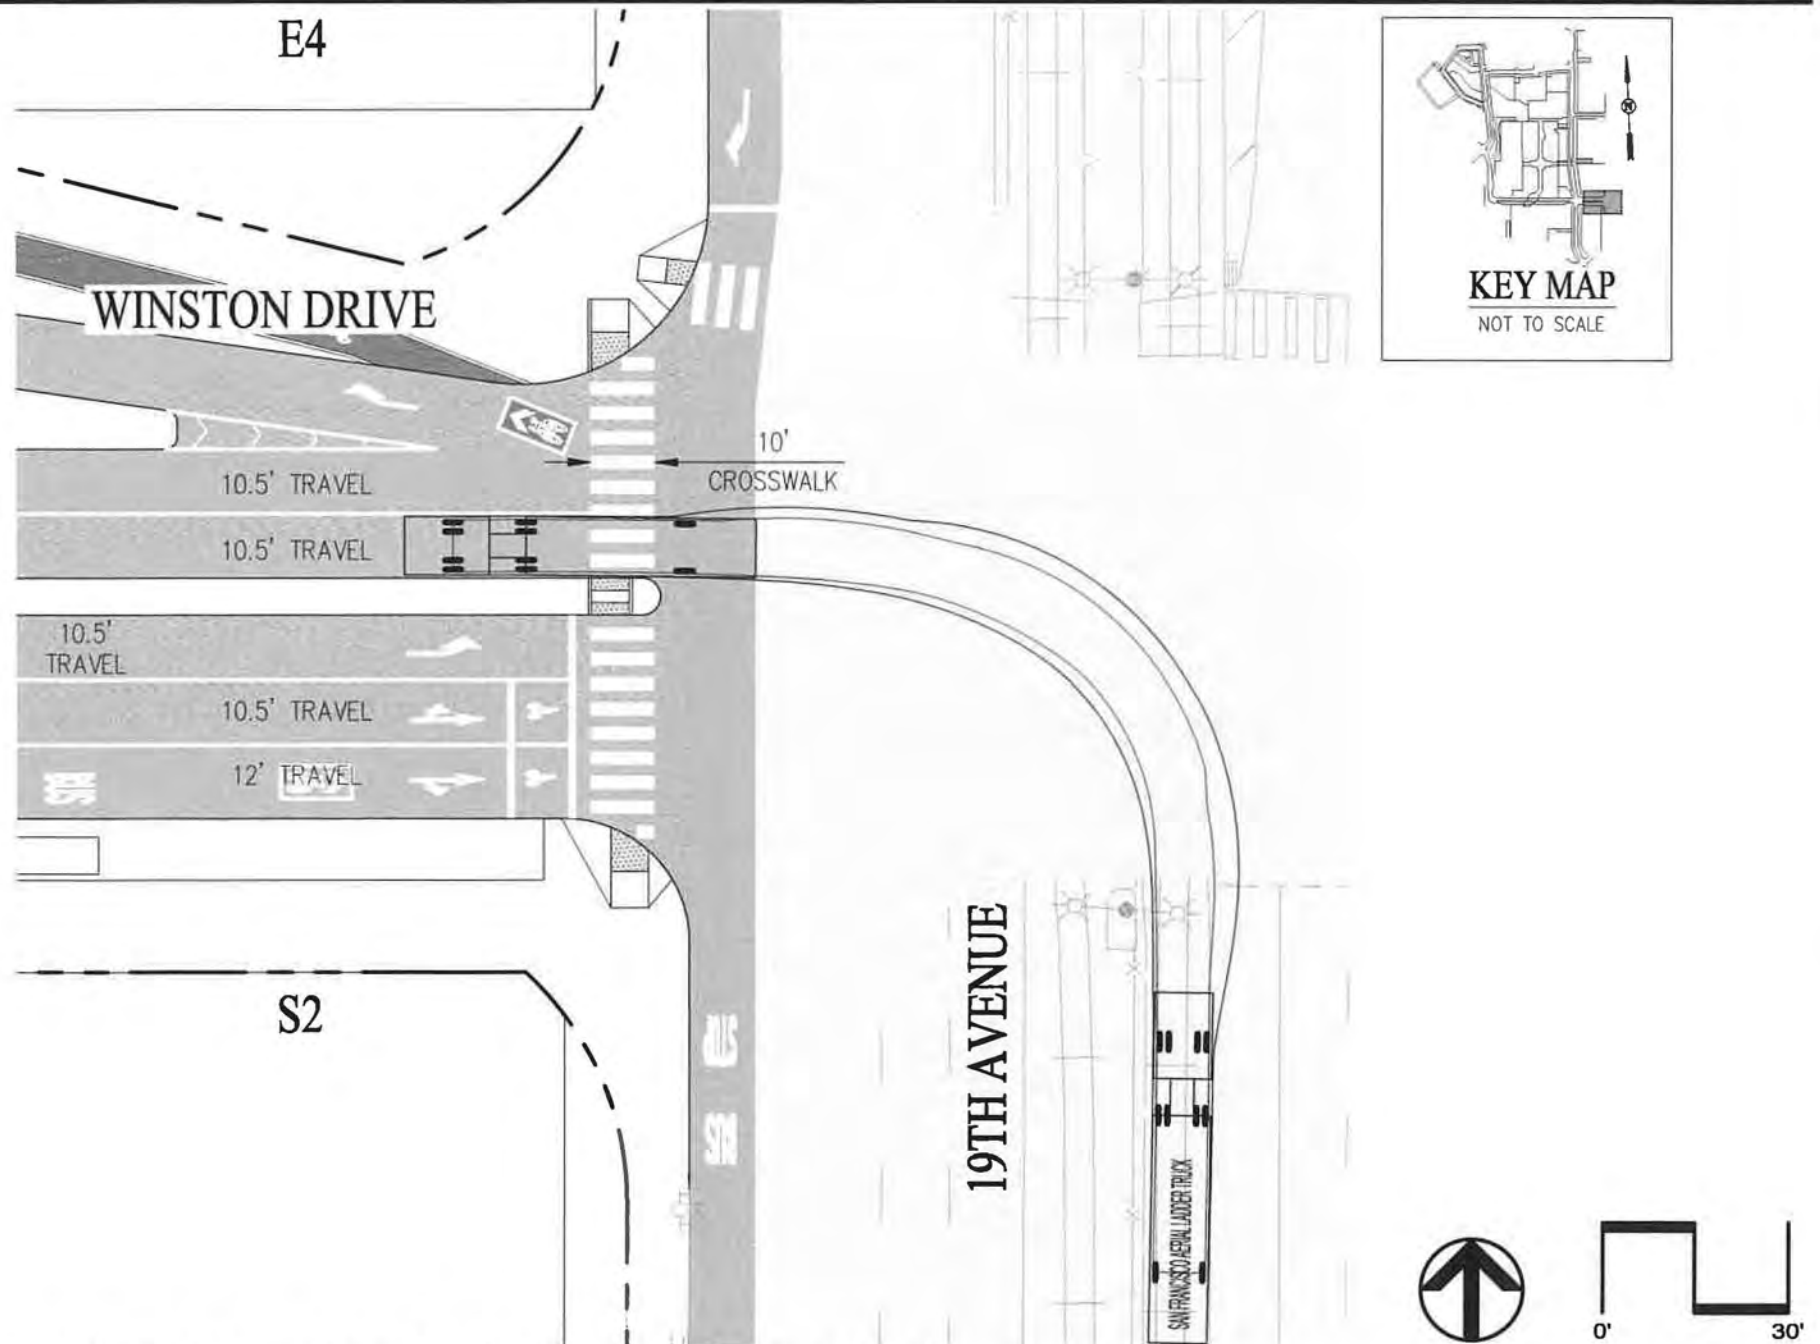 E4
KEY MAP
NOT TO SCALE
WINSTON DRIVE
10'
CROSSWALK
10.5' TRAVEL
10.5' TRAVEL
10.5'
TRAVEL
10.5' TRAVEL
12' TRAVEL
BUS
19TH AVENUE
S2
BUS
SAN FRANCISCO AERIAL LADDER TRUCK
0'
30'